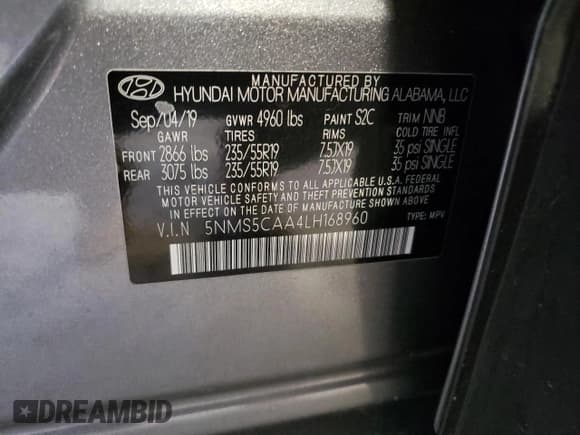 MANUFACTURED BY
HYUNDAI MOTOR MANUFACTURING ALABAMA, LLC
Sep/04/19 GVWR 4960 lbs PAINT S2C TRIM NNB
GAWR TIRES RIMS COLD TIRE INFL
FRONT 2866 lbs 235/55R19 7.5JX19 35 psi SINGLE
REAR 3075 lbs 235/55R19 7.5JX19 35 psi SINGLE
THIS VEHICLE CONFORMS TO ALL APPLICABLE U.S.A. FEDERAL
MOTOR VEHICLE SAFETY AND THEFT PREVENTION STANDARDS IN
EFFECT ON THE DATE OF MANUFACTURE SHOWN ABOVE.
V.I.N 5NMS5CAA4LH168960 TYPE: MPV
DREAMBID